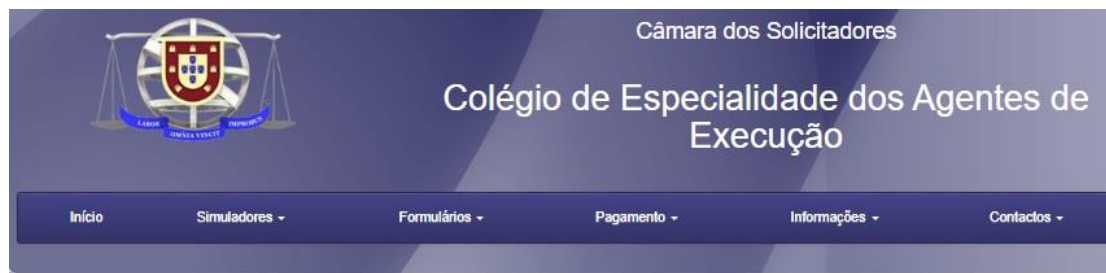 Câmara dos Solicitadores
Colégio de Especialidade dos Agentes de
Execução
LABOR OMNIA VINCIT IMPROBUS
Início Simuladores Formulários Pagamento Informações Contactos